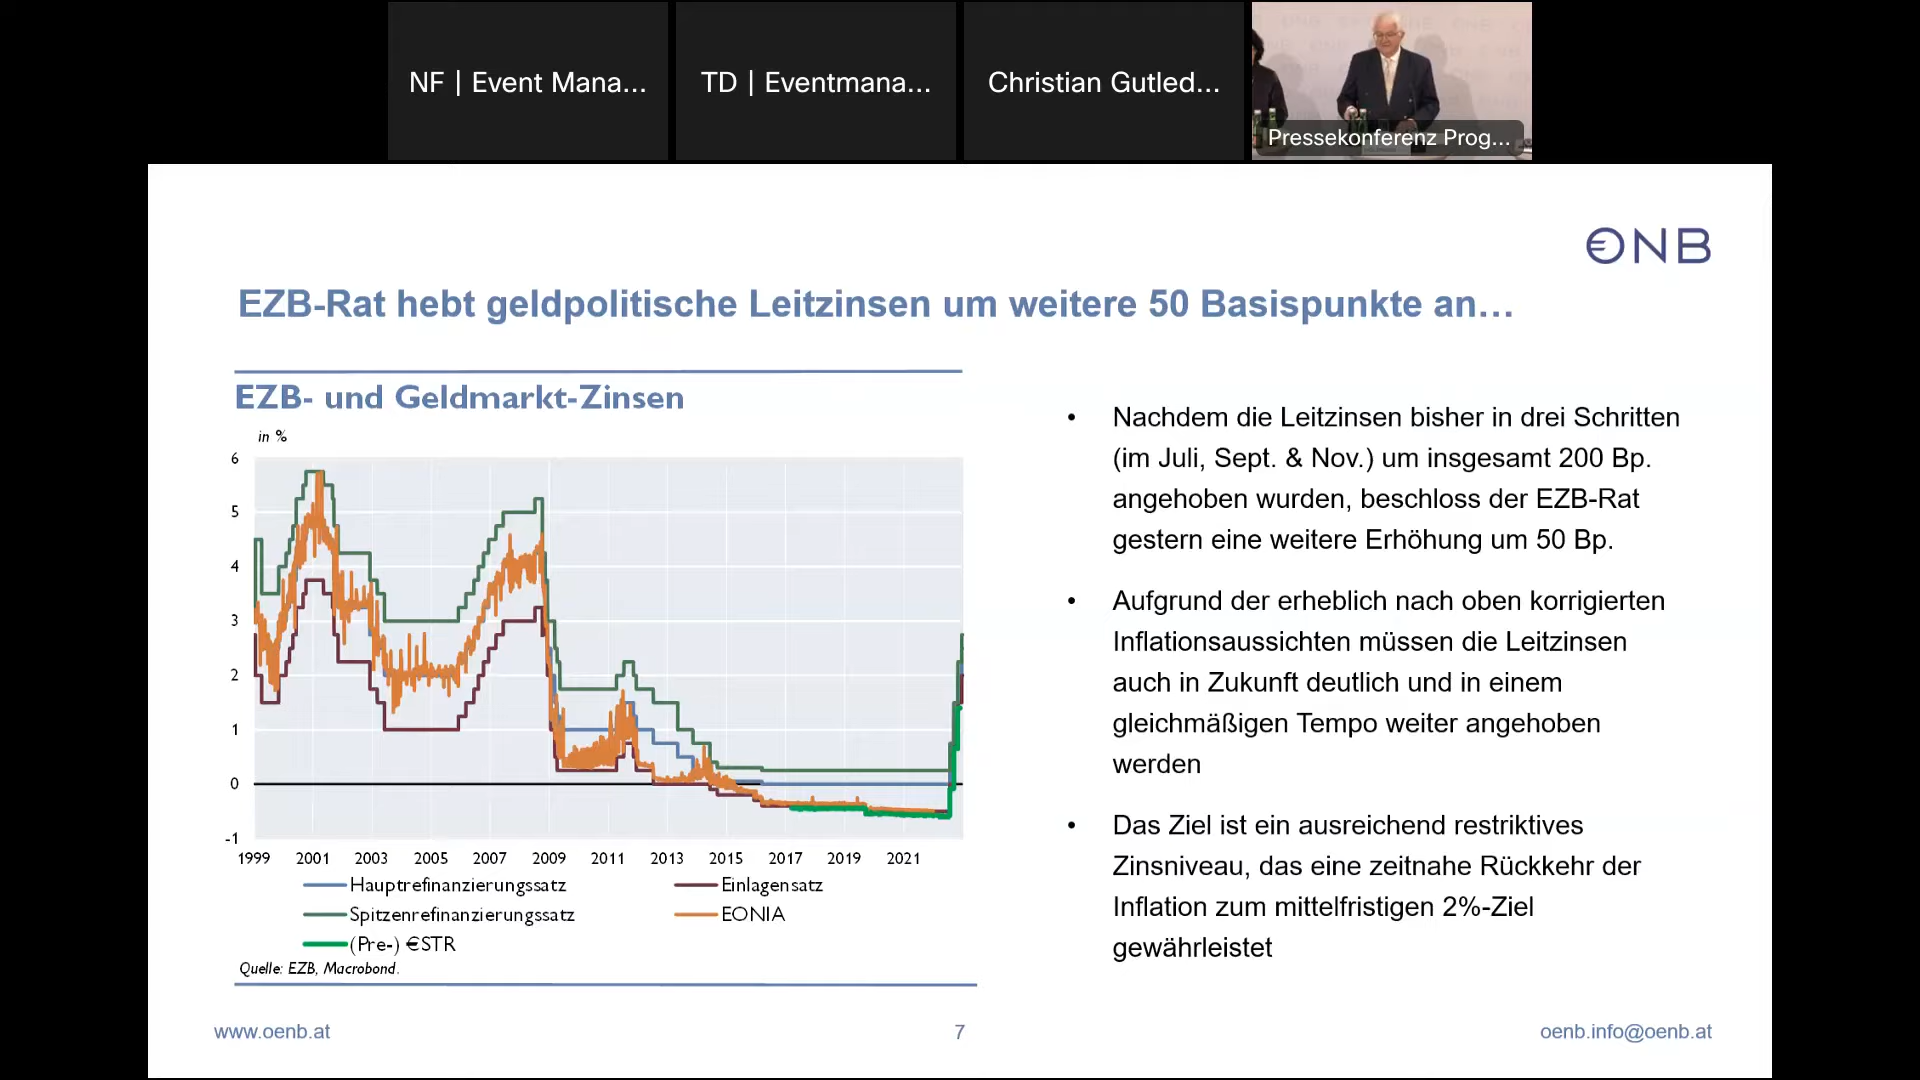 NF | Event Mana...
TD | Eventmana...
Christian Gutled...
Pressekonferenz Prog...
€NB
EZB-Rat hebt geldpolitische Leitzinsen um weitere 50 Basispunkte an…
EZB- und Geldmarkt-Zinsen
in %
6
5
4
3
2
1
0
-1
1999 2001 2003 2005 2007 2009 2011 2013 2015 2017 2019 2021
Hauptrefinanzierungssatz
Einlagensatz
Spitzenrefinanzierungssatz
EONIA
(Pre-) €STR
Quelle: EZB, Macrobond.
• Nachdem die Leitzinsen bisher in drei Schritten
(im Juli, Sept. & Nov.) um insgesamt 200 Bp.
angehoben wurden, beschloss der EZB-Rat
gestern eine weitere Erhöhung um 50 Bp.
• Aufgrund der erheblich nach oben korrigierten
Inflationsaussichten müssen die Leitzinsen
auch in Zukunft deutlich und in einem
gleichmäßigen Tempo weiter angehoben
werden
• Das Ziel ist ein ausreichend restriktives
Zinsniveau, das eine zeitnahe Rückkehr der
Inflation zum mittelfristigen 2%-Ziel
gewährleistet
www.oenb.at
7
oenb.info@oenb.at